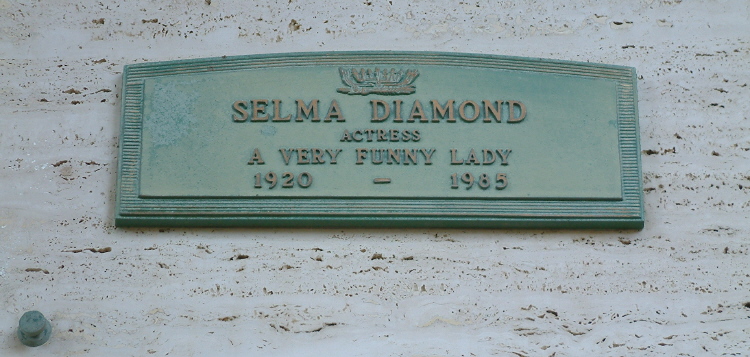 SELMA DIAMOND
ACTRESS
A VERY FUNNY LADY
1920 – 1985